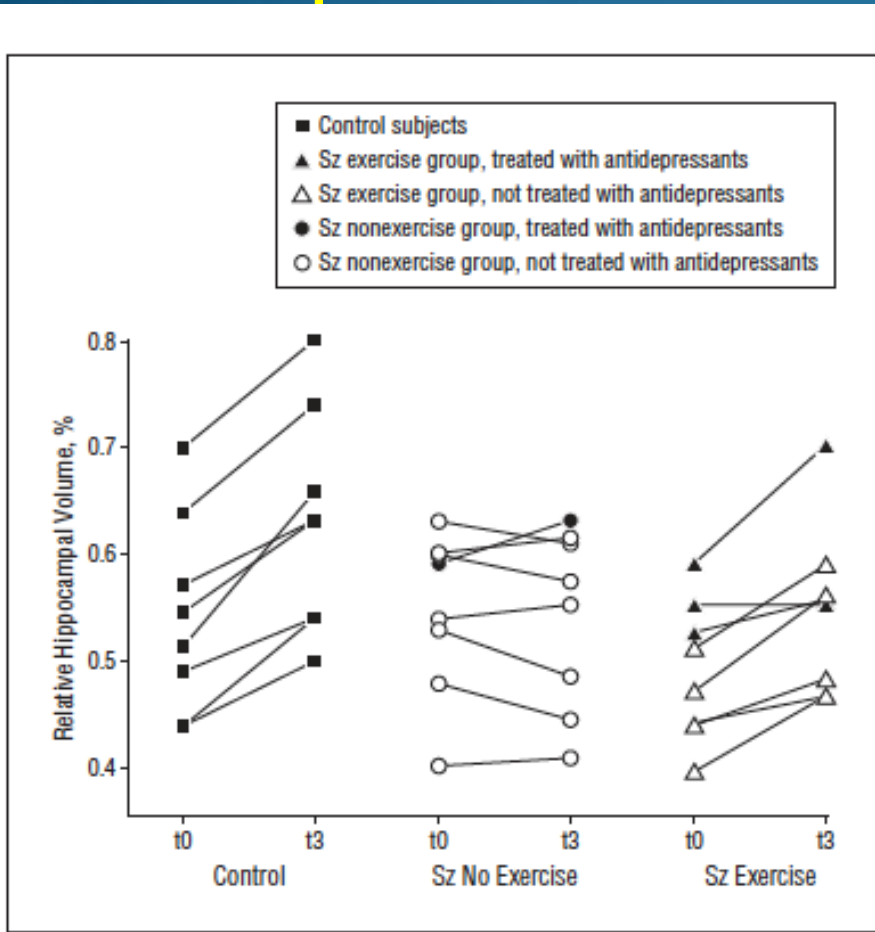 Control subjects
Sz exercise group, treated with antidepressants
Sz exercise group, not treated with antidepressants
Sz nonexercise group, treated with antidepressants
Sz nonexercise group, not treated with antidepressants
Relative Hippocampal Volume, %
0.8
0.7
0.6
0.5
0.4
t0 t3 t0 t3 t0 t3
Control Sz No Exercise Sz Exercise